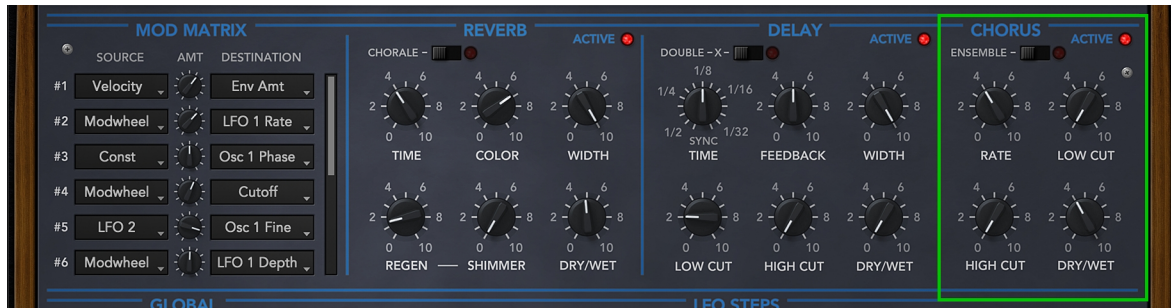 MOD MATRIX
SOURCE AMT DESTINATION
#1 Velocity Env Amt
#2 Modwheel LFO 1 Rate
#3 Const Osc 1 Phase
#4 Modwheel Cutoff
#5 LFO 2 Osc 1 Fine
#6 Modwheel LFO 1 Depth
REVERB
ACTIVE
CHORALE –
0 2 4 6 8 10
TIME
0 2 4 6 8 10
COLOR
0 2 4 6 8 10
WIDTH
0 2 4 6 8 10
REGEN
0 2 4 6 8 10
SHIMMER
0 2 4 6 8 10
DRY/WET
DELAY
ACTIVE
DOUBLE – X –
1/2 1/4 1/8 1/16 1/32
SYNC
TIME
0 2 4 6 8 10
FEEDBACK
0 2 4 6 8 10
WIDTH
0 2 4 6 8 10
LOW CUT
0 2 4 6 8 10
HIGH CUT
0 2 4 6 8 10
DRY/WET
CHORUS
ACTIVE
ENSEMBLE –
0 2 4 6 8 10
RATE
0 2 4 6 8 10
LOW CUT
0 2 4 6 8 10
HIGH CUT
0 2 4 6 8 10
DRY/WET
GLOBAL
LFO STEPS